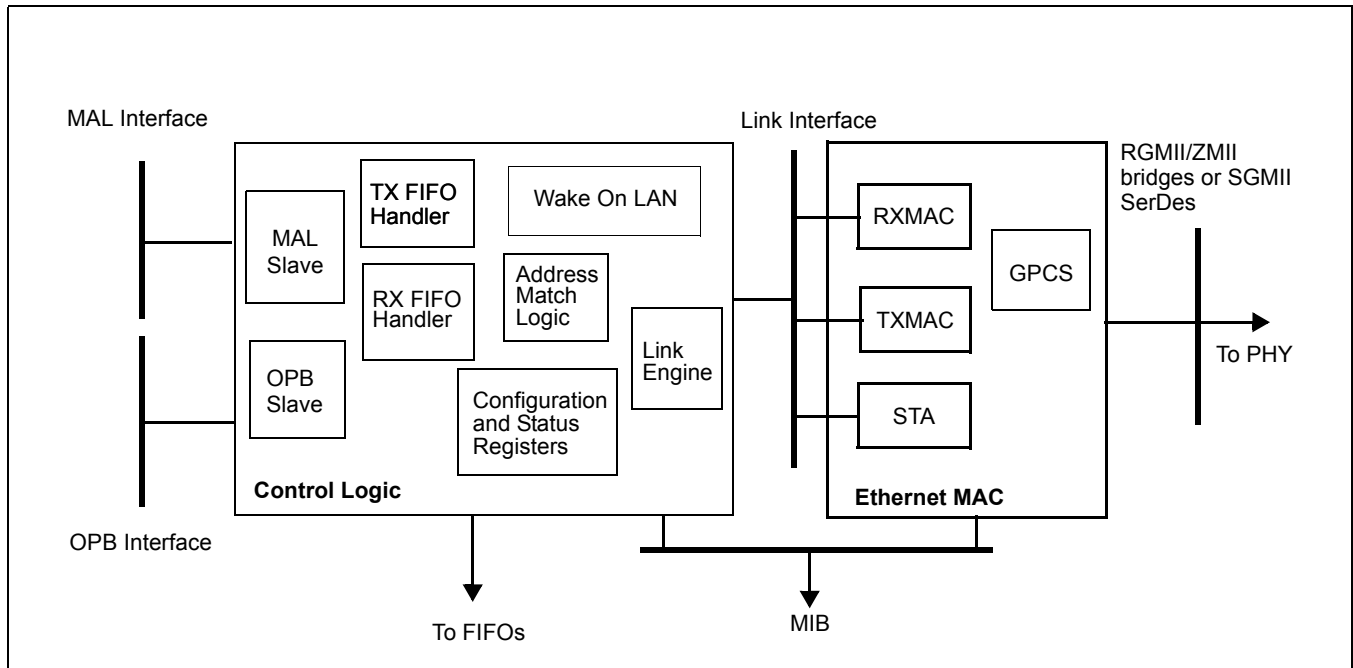 MAL Interface
Link Interface
RGMII/ZMII
bridges or SGMII
SerDes
TX FIFO
Handler
Wake On LAN
MAL
Slave
RXMAC
GPCS
Address
Match
Logic
RX FIFO
Handler
TXMAC
Link
Engine
To PHY
OPB
Slave
Configuration
and Status
Registers
STA
Control Logic
Ethernet MAC
OPB Interface
To FIFOs
MIB